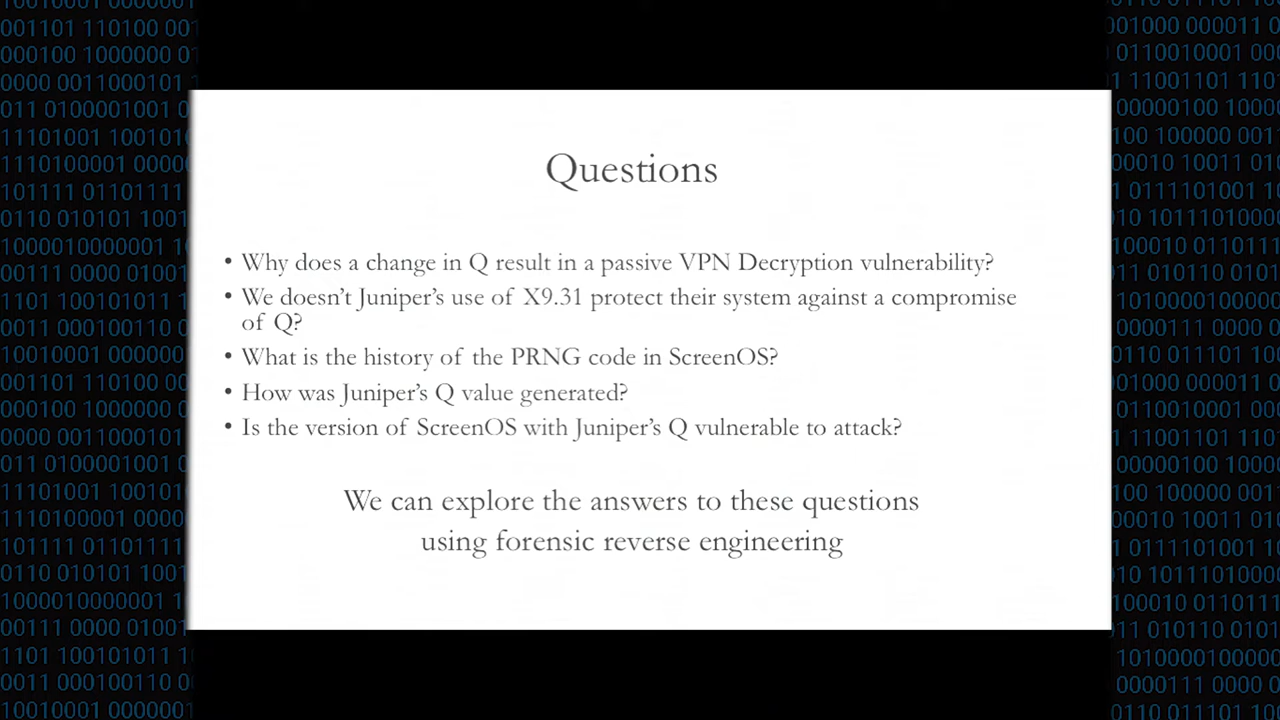 Questions
• Why does a change in Q result in a passive VPN Decryption vulnerability?
• We doesn't Juniper's use of X9.31 protect their system against a compromise
of Q?
• What is the history of the PRNG code in ScreenOS?
• How was Juniper's Q value generated?
• Is the version of ScreenOS with Juniper's Q vulnerable to attack?
We can explore the answers to these questions
using forensic reverse engineering